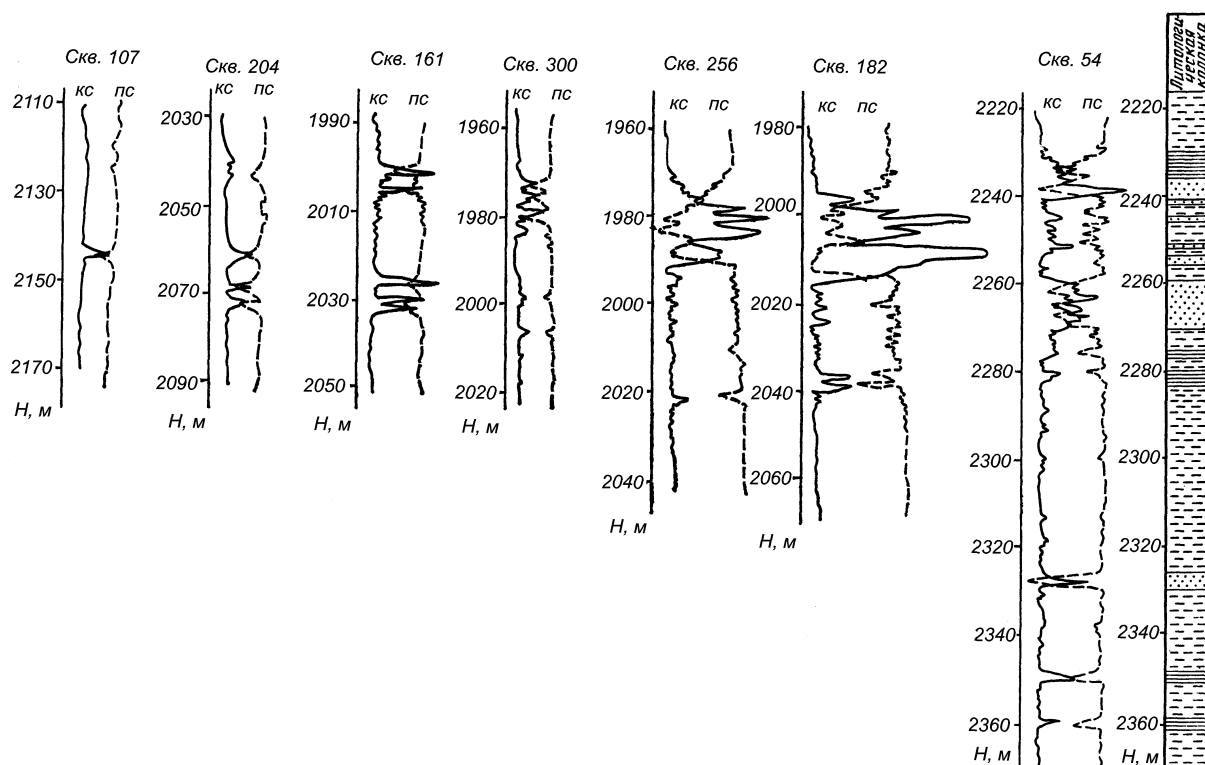 Скв. 107
кс пс
2110
2130
2150
2170
Н, м
Скв. 204
кс пс
2030
2050
2070
2090
Н, м
Скв. 161
кс пс
1990
2010
2030
2050
Н, м
Скв. 300
кс пс
1960
1980
2000
2020
Н, м
Скв. 256
кс пс
1960
1980
2000
2020
2040
Н, м
Скв. 182
кс пс
1980
2000
2020
2040
2060
Н, м
Скв. 54
кс пс
2220
2240
2260
2280
2300
2320
2340
2360
Н, м
Литологи-
ческая
колонка
2220
2240
2260
2280
2300
2320
2340
2360
Н, м